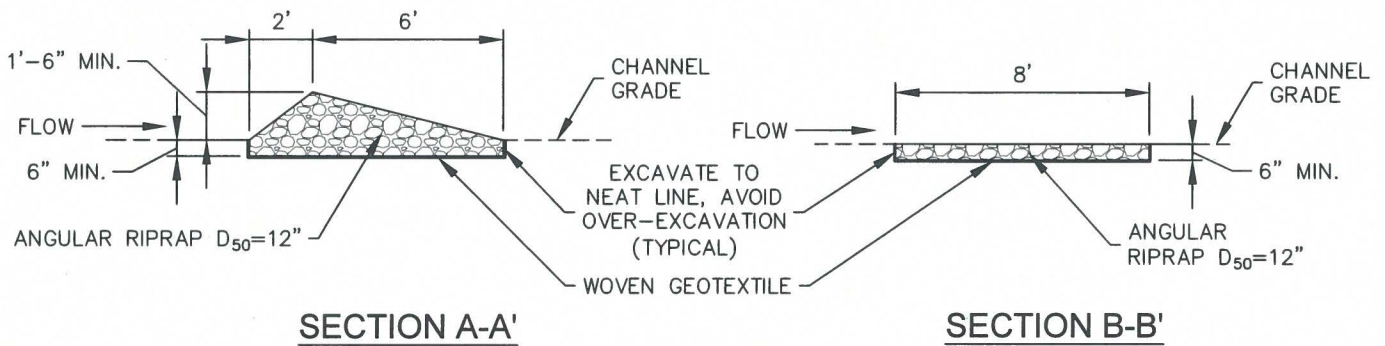 2'
6'
1'-6" MIN.
CHANNEL
GRADE
FLOW
6" MIN.
ANGULAR RIPRAP D50=12"
EXCAVATE TO
NEAT LINE, AVOID
OVER-EXCAVATION
(TYPICAL)
WOVEN GEOTEXTILE
SECTION A-A'
8'
CHANNEL
GRADE
FLOW
6" MIN.
ANGULAR
RIPRAP D50=12"
SECTION B-B'